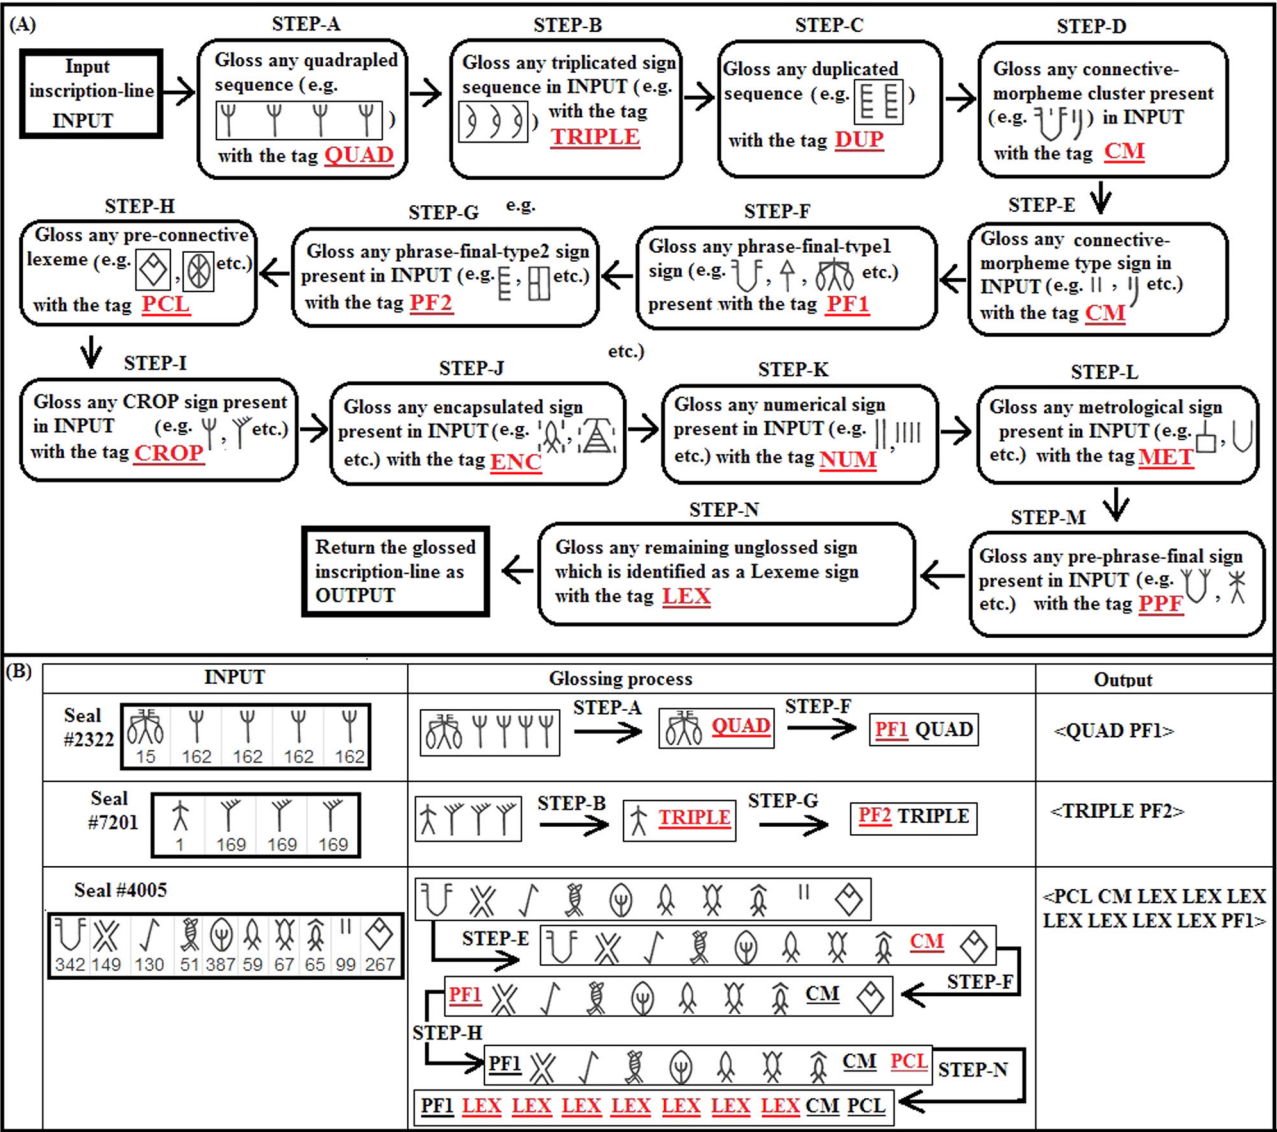 (A)
STEP-A
STEP-B
STEP-C
STEP-D
Input
inscription-line
INPUT
Gloss any quadrapled
sequence (e.g.
)
with the tag QUAD
Gloss any triplicated sign
sequence in INPUT (e.g.
) with the tag
TRIPLE
Gloss any duplicated
sequence (e.g. )
with the tag DUP
Gloss any connective-
morpheme cluster present
(e.g. ) in INPUT
with the tag CM
STEP-H
STEP-G e.g.
STEP-F
STEP-E
Gloss any pre-connective
lexeme (e.g. , etc.)
with the tag PCL
Gloss any phrase-final-type2 sign
present in INPUT (e.g. , etc.)
with the tag PF2
Gloss any phrase-final-type1
sign (e.g. , , etc.)
present with the tag PF1
Gloss any connective-
morpheme type sign in
INPUT (e.g. , etc.)
with the tag CM
STEP-I
etc.)
STEP-J
STEP-K
STEP-L
Gloss any CROP sign present
in INPUT (e.g. , etc.)
with the tag CROP
Gloss any encapsulated sign
present in INPUT (e.g. ,
etc.) with the tag ENC
Gloss any numerical sign
present in INPUT (e.g. ,
etc.) with the tag NUM
Gloss any metrological sign
present in INPUT (e.g. ,
etc.) with the tag MET
STEP-N
STEP-M
Return the glossed
inscription-line as
OUTPUT
Gloss any remaining unglossed sign
which is identified as a Lexeme sign
with the tag LEX
Gloss any pre-phrase-final sign
present in INPUT (e.g. ,
etc.) with the tag PPF
(B)
INPUT
Glossing process
Output
Seal
#2322
15 162 162 162 162
STEP-A
QUAD
STEP-F
PF1 QUAD
<QUAD PF1>
Seal
#7201
1 169 169 169
STEP-B
TRIPLE
STEP-G
PF2 TRIPLE
<TRIPLE PF2>
Seal #4005
342 149 130 51 387 59 67 65 99 267
STEP-E
CM
STEP-F
PF1 CM
STEP-H
PF1 CM PCL
STEP-N
PF1 LEX LEX LEX LEX LEX LEX LEX CM PCL
<PCL CM LEX LEX LEX
LEX LEX LEX LEX PF1>